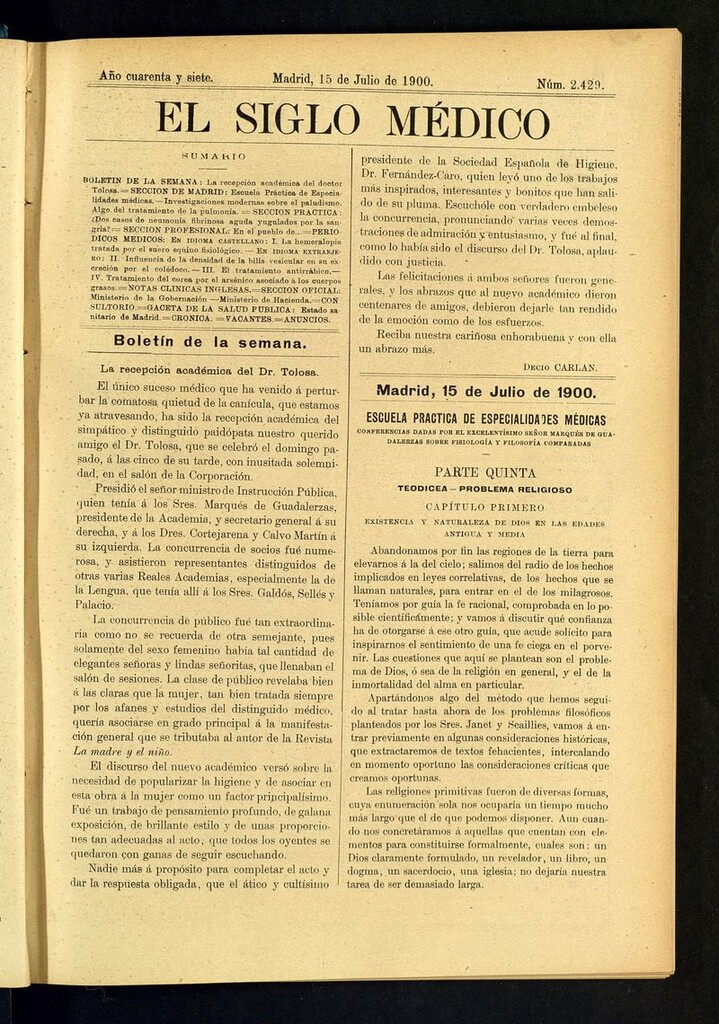 Año cuarenta y siete.
Madrid, 15 de Julio de 1900.
Núm. 2.429.
EL SIGLO MÉDICO
SUMARIO
BOLETIN DE LA SEMANA: La recepción académica del doctor
Tolosa.=SECCION DE MADRID: Escuela Práctica de Especia-
lidades médicas.—Investigaciones modernas sobre el paludismo.
Algo del tratamiento de la pulmonía.=SECCION PRACTICA:
¿Dos casos de neumonía fibrinosa aguda yugulados por la san-
gría?=SECCION PROFESIONAL: En el pueblo de...=PERIO-
DICOS MEDICOS: EN IDIOMA CASTELLANO: I. La hemeralopia
tratada por el suero equino fisiológico.—EN IDIOMA EXTRANJE-
RO: II. Influencia de la densidad de la bilis vesicular en su ex-
creción por el colédoco.—III. El tratamiento antirrábico.—
IV. Tratamiento del corea por el arsénico asociado á los cuerpos
grasos.=NOTAS CLINICAS INGLESAS.=SECCION OFICIAL:
Ministerio de la Gobernación—Ministerio de Hacienda.=CON
SULTORIO.=GACETA DE LA SALUD PUBLICA: Estado sa-
nitario de Madrid.=CRONICA.=VACANTES.=ANUNCIOS.
Boletín de la semana.
La recepción académica del Dr. Tolosa.
El único suceso médico que ha venido á pertur-
bar la comatosa quietud de la canícula, que estamos
ya atravesando, ha sido la recepción académica del
simpático y distinguido paidópata nuestro querido
amigo el Dr. Tolosa, que se celebró el domingo pa-
sado, á las cinco de su tarde, con inusitada solemni-
dad, en el salón de la Corporación.
Presidió el señor ministro de Instrucción Pública,
quien tenía á los Sres. Marqués de Guadalerzas,
presidente de la Academia, y secretario general á su
derecha, y á los Dres. Cortejarena y Calvo Martín á
su izquierda. La concurrencia de socios fué nume-
rosa, y asistieron representantes distinguidos de
otras varias Reales Academias, especialmente la de
la Lengua, que tenía allí á los Sres. Galdós, Sellés y
Palacio.
La concurrencia de público fué tan extraordina-
ria como no se recuerda de otra semejante, pues
solamente del sexo femenino había tal cantidad de
elegantes señoras y lindas señoritas, que llenaban el
salón de sesiones. La clase de público revelaba bien
á las claras que la mujer, tan bien tratada siempre
por los afanes y estudios del distinguido médico,
quería asociarse en grado principal á la manifesta-
ción general que se tributaba al autor de la Revista
La madre y el niño.
El discurso del nuevo académico versó sobre la
necesidad de popularizar la higiene y de asociar en
esta obra á la mujer como un factor principalísimo.
Fué un trabajo de pensamiento profundo, de galana
exposición, de brillante estilo y de unas proporcio-
nes tan adecuadas al acto, que todos los oyentes se
quedaron con ganas de seguir escuchando.
Nadie más á propósito para completar el acto y
dar la respuesta obligada, que el ático y cultísimo
presidente de la Sociedad Española de Higiene,
Dr. Fernández-Caro, quien leyó uno de los trabajos
más inspirados, interesantes y bonitos que han sali-
do de su pluma. Escuchóle con verdadero embeleso
la concurrencia, pronunciando varias veces demos-
traciones de admiración y entusiasmo, y fué al final,
como lo había sido el discurso del Dr. Tolosa, aplau-
dido con justicia.
Las felicitaciones á ambos señores fueron gene-
rales, y los abrazos que al nuevo académico dieron
centenares de amigos, debieron dejarle tan rendido
de la emoción como de los esfuerzos.
Reciba nuestra cariñosa enhorabuena y con ella
un abrazo más.
DECIO CARLAN.
Madrid, 15 de Julio de 1900.
ESCUELA PRACTICA DE ESPECIALIDADES MÉDICAS
CONFERENCIAS DADAS POR EL EXCELENTÍSIMO SEÑOR MARQUÉS DE GUA-
DALEREAS SOBRE FISIOLOGÍA Y FILOSOFÍA COMPARADAS
PARTE QUINTA
TEODICEA—PROBLEMA RELIGIOSO
CAPÍTULO PRIMERO
EXISTENCIA Y NATURALEZA DE DIOS EN LAS EDADES
ANTIGUA Y MEDIA
Abandonamos por fin las regiones de la tierra para
elevarnos á la del cielo; salimos del radio de los hechos
implicados en leyes correlativas, de los hechos que se
llaman naturales, para entrar en el de los milagrosos.
Teníamos por guía la fe racional, comprobada en lo po-
sible científicamente; y vamos á discutir qué confianza
ha de otorgarse á ese otro guía, que acude solícito para
inspirarnos el sentimiento de una fe ciega en el porve-
nir. Las cuestiones que aquí se plantean son el proble-
ma de Dios, ó sea de la religión en general, y el de la
inmortalidad del alma en particular.
Apartándonos algo del método que hemos segui-
do al tratar hasta ahora de los problemas filosóficos
planteados por los Sres. Janet y Seaillies, vamos á en-
trar previamente en algunas consideraciones históricas,
que extractaremos de textos fehacientes, intercalando
en momento oportuno las consideraciones críticas que
creamos oportunas.
Las religiones primitivas fueron de diversas formas,
cuya enumeración sola nos ocuparía un tiempo mucho
más largo que el de que podemos disponer. Aun cuan-
do nos concretáramos á aquellas que cuentan con ele-
mentos para constituirse formalmente, cuales son: un
Dios claramente formulado, un revelador, un libro, un
dogma, un sacerdocio, una iglesia; no dejaría nuestra
tarea de ser demasiado larga.